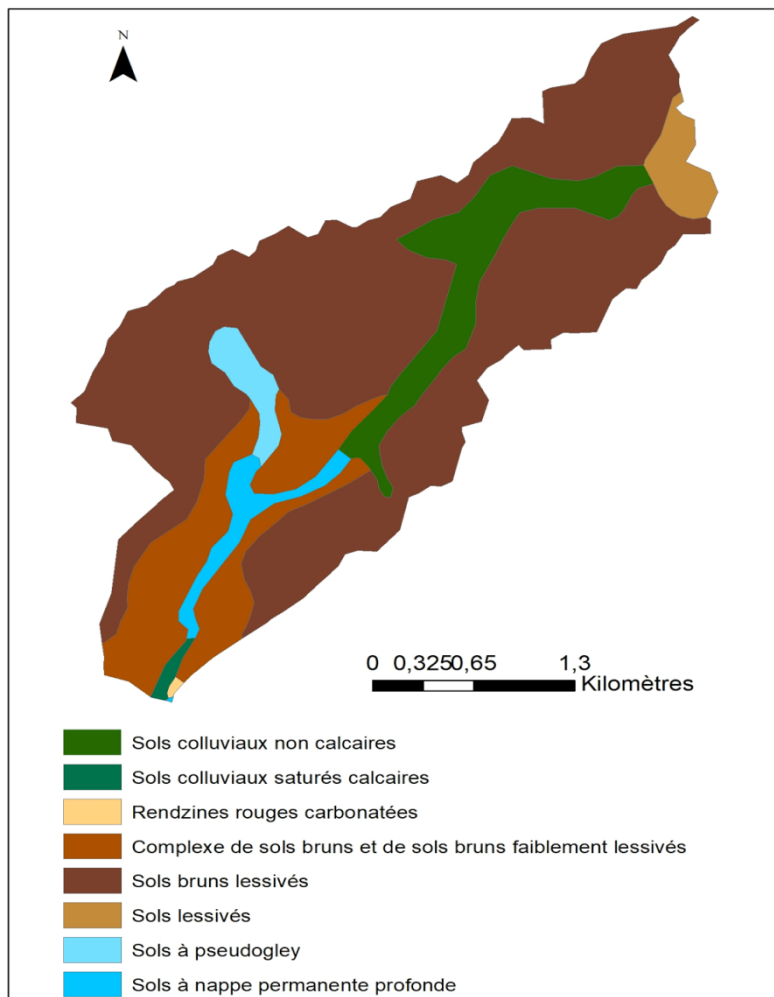 N
0 0,325 0,65 1,3
Kilomètres
Sols colluviaux non calcaires
Sols colluviaux saturés calcaires
Rendzines rouges carbonatées
Complexe de sols bruns et de sols bruns faiblement lessivés
Sols bruns lessivés
Sols lessivés
Sols à pseudogley
Sols à nappe permanente profonde